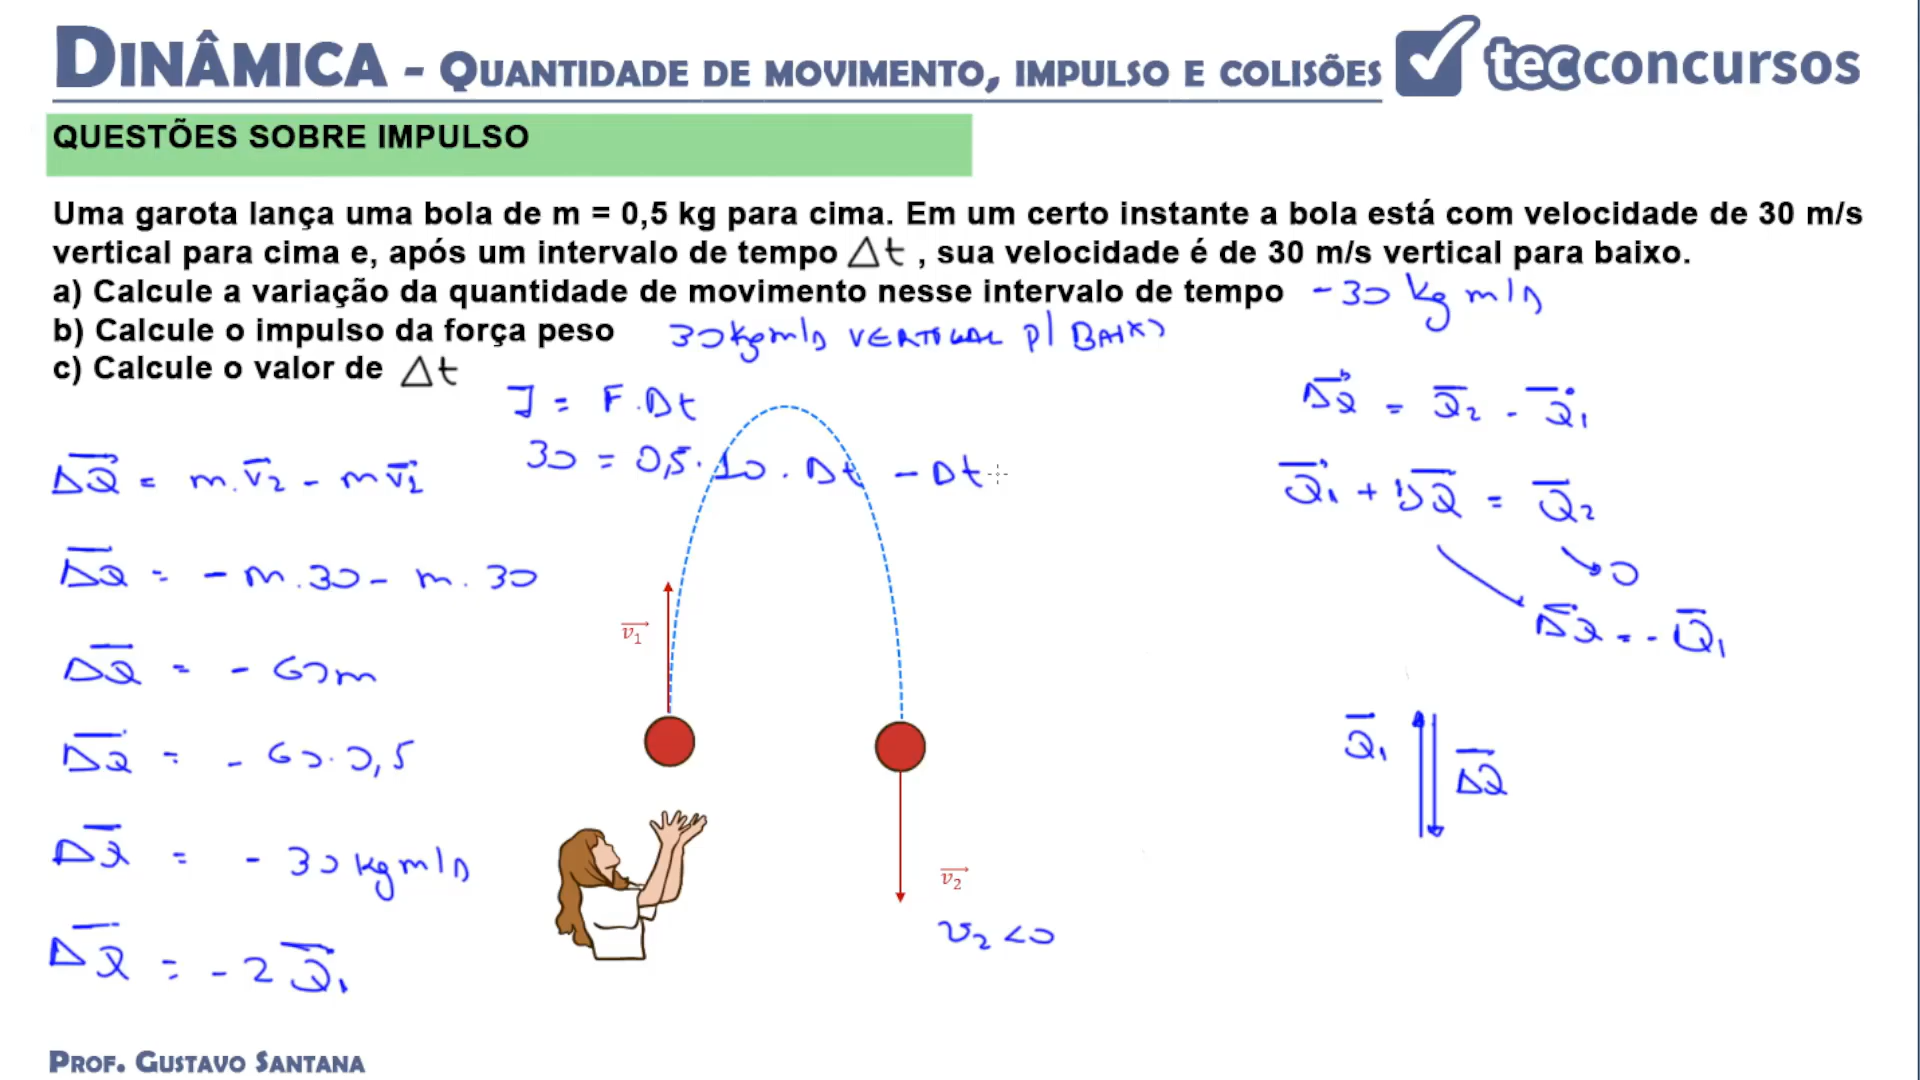 DINÂMICA - QUANTIDADE DE MOVIMENTO, IMPULSO E COLISÕES
tecconcursos
QUESTÕES SOBRE IMPULSO
Uma garota lança uma bola de m = 0,5 kg para cima. Em um certo instante a bola está com velocidade de 30 m/s
vertical para cima e, após um intervalo de tempo Δt , sua velocidade é de 30 m/s vertical para baixo.
a) Calcule a variação da quantidade de movimento nesse intervalo de tempo - 30 kg m/s
b) Calcule o impulso da força peso 30 kg m/s VERTICAL P/ BAIXO
c) Calcule o valor de Δt
I = F . Δt
30 = 0,5 . 10 . Δt - Δt
ΔQ = m . v2 - m v1
ΔQ = - m . 30 - m . 30
ΔQ = - 60m
ΔQ = - 60 . 0,5
ΔQ = - 30 kg m/s
ΔQ = - 2 Q1
ΔQ = Q2 - Q1
Q1 + ΔQ = Q2
0
ΔQ = - Q1
Q1
ΔQ
v1
v2
v2 < 0
PROF. GUSTAVO SANTANA